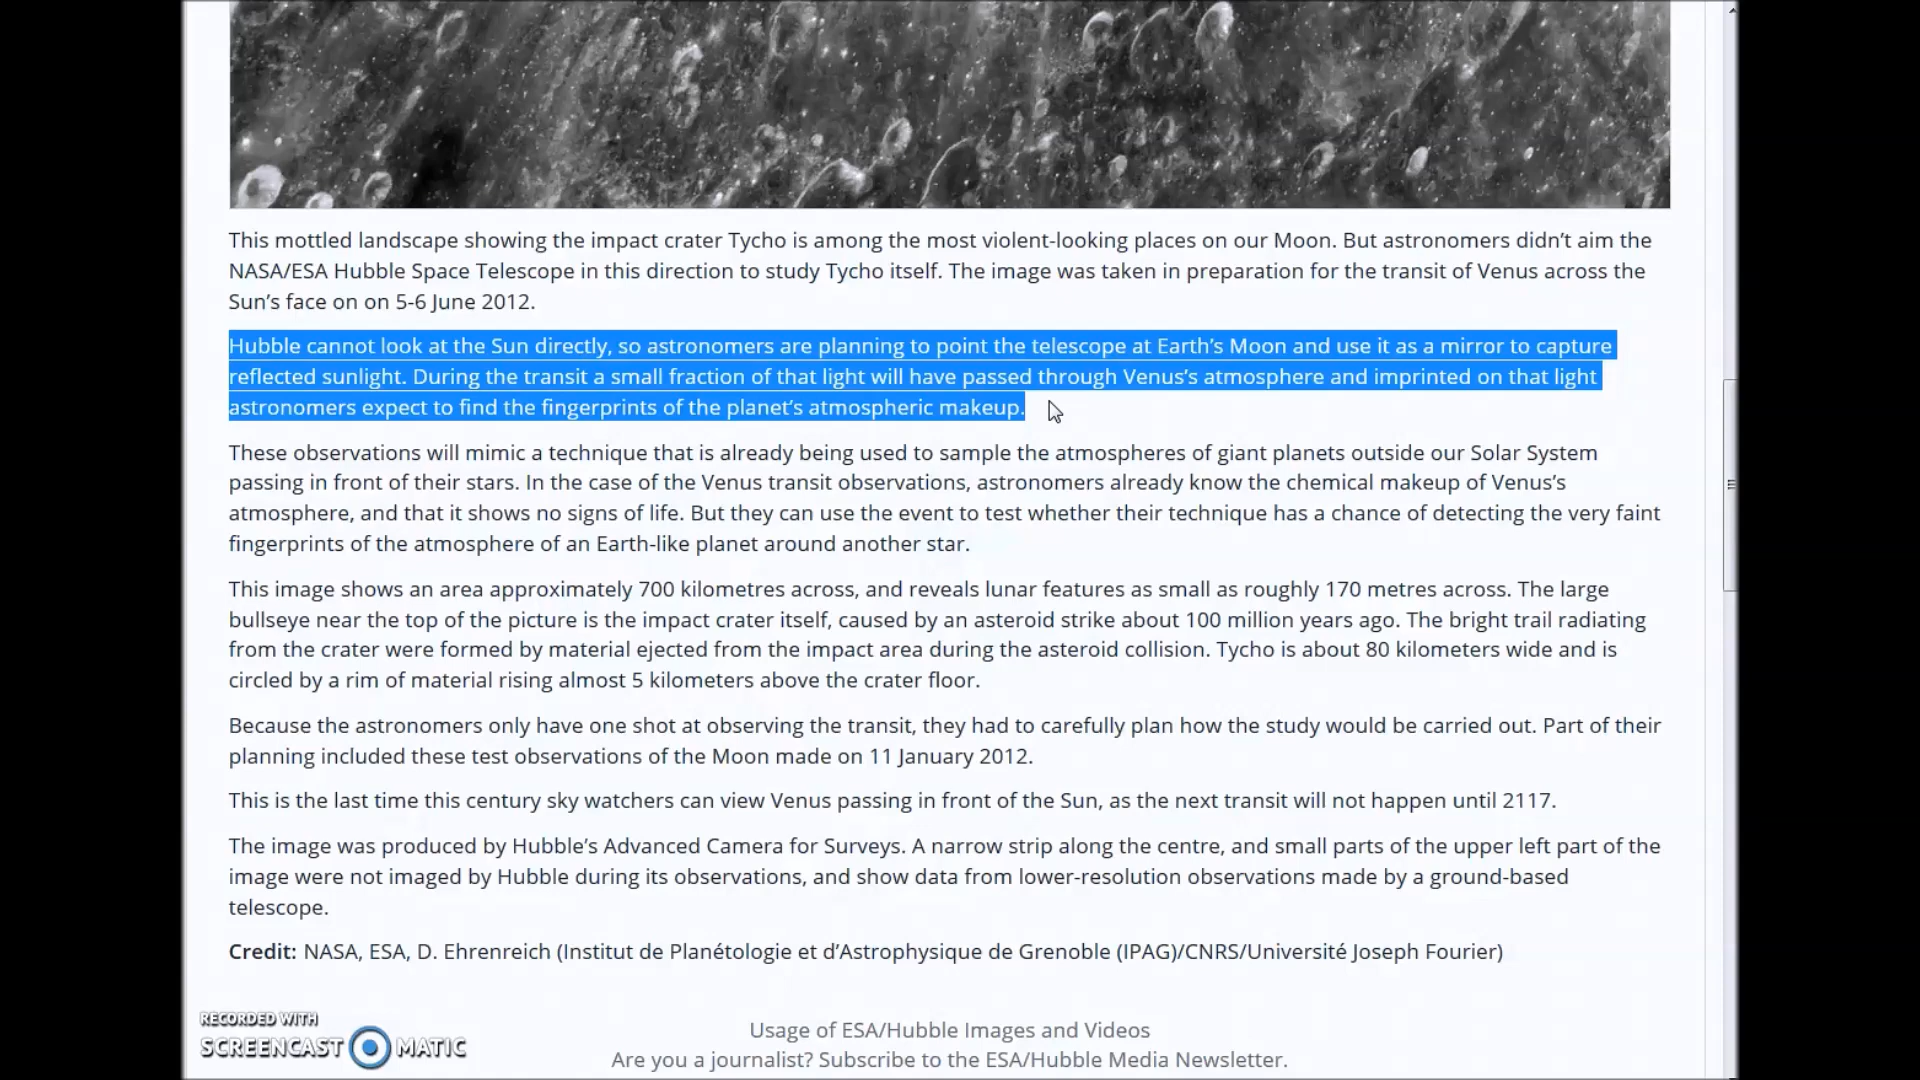 This mottled landscape showing the impact crater Tycho is among the most violent-looking places on our Moon. But astronomers didn’t aim the
NASA/ESA Hubble Space Telescope in this direction to study Tycho itself. The image was taken in preparation for the transit of Venus across the
Sun’s face on on 5-6 June 2012.
Hubble cannot look at the Sun directly, so astronomers are planning to point the telescope at Earth’s Moon and use it as a mirror to capture
reflected sunlight. During the transit a small fraction of that light will have passed through Venus’s atmosphere and imprinted on that light
astronomers expect to find the fingerprints of the planet’s atmospheric makeup.
These observations will mimic a technique that is already being used to sample the atmospheres of giant planets outside our Solar System
passing in front of their stars. In the case of the Venus transit observations, astronomers already know the chemical makeup of Venus’s
atmosphere, and that it shows no signs of life. But they can use the event to test whether their technique has a chance of detecting the very faint
fingerprints of the atmosphere of an Earth-like planet around another star.
This image shows an area approximately 700 kilometres across, and reveals lunar features as small as roughly 170 metres across. The large
bullseye near the top of the picture is the impact crater itself, caused by an asteroid strike about 100 million years ago. The bright trail radiating
from the crater were formed by material ejected from the impact area during the asteroid collision. Tycho is about 80 kilometers wide and is
circled by a rim of material rising almost 5 kilometers above the crater floor.
Because the astronomers only have one shot at observing the transit, they had to carefully plan how the study would be carried out. Part of their
planning included these test observations of the Moon made on 11 January 2012.
This is the last time this century sky watchers can view Venus passing in front of the Sun, as the next transit will not happen until 2117.
The image was produced by Hubble’s Advanced Camera for Surveys. A narrow strip along the centre, and small parts of the upper left part of the
image were not imaged by Hubble during its observations, and show data from lower-resolution observations made by a ground-based
telescope.
Credit: NASA, ESA, D. Ehrenreich (Institut de Planétologie et d’Astrophysique de Grenoble (IPAG)/CNRS/Université Joseph Fourier)
RECORDED WITH
SCREENCAST MATIC
Usage of ESA/Hubble Images and Videos
Are you a journalist? Subscribe to the ESA/Hubble Media Newsletter.